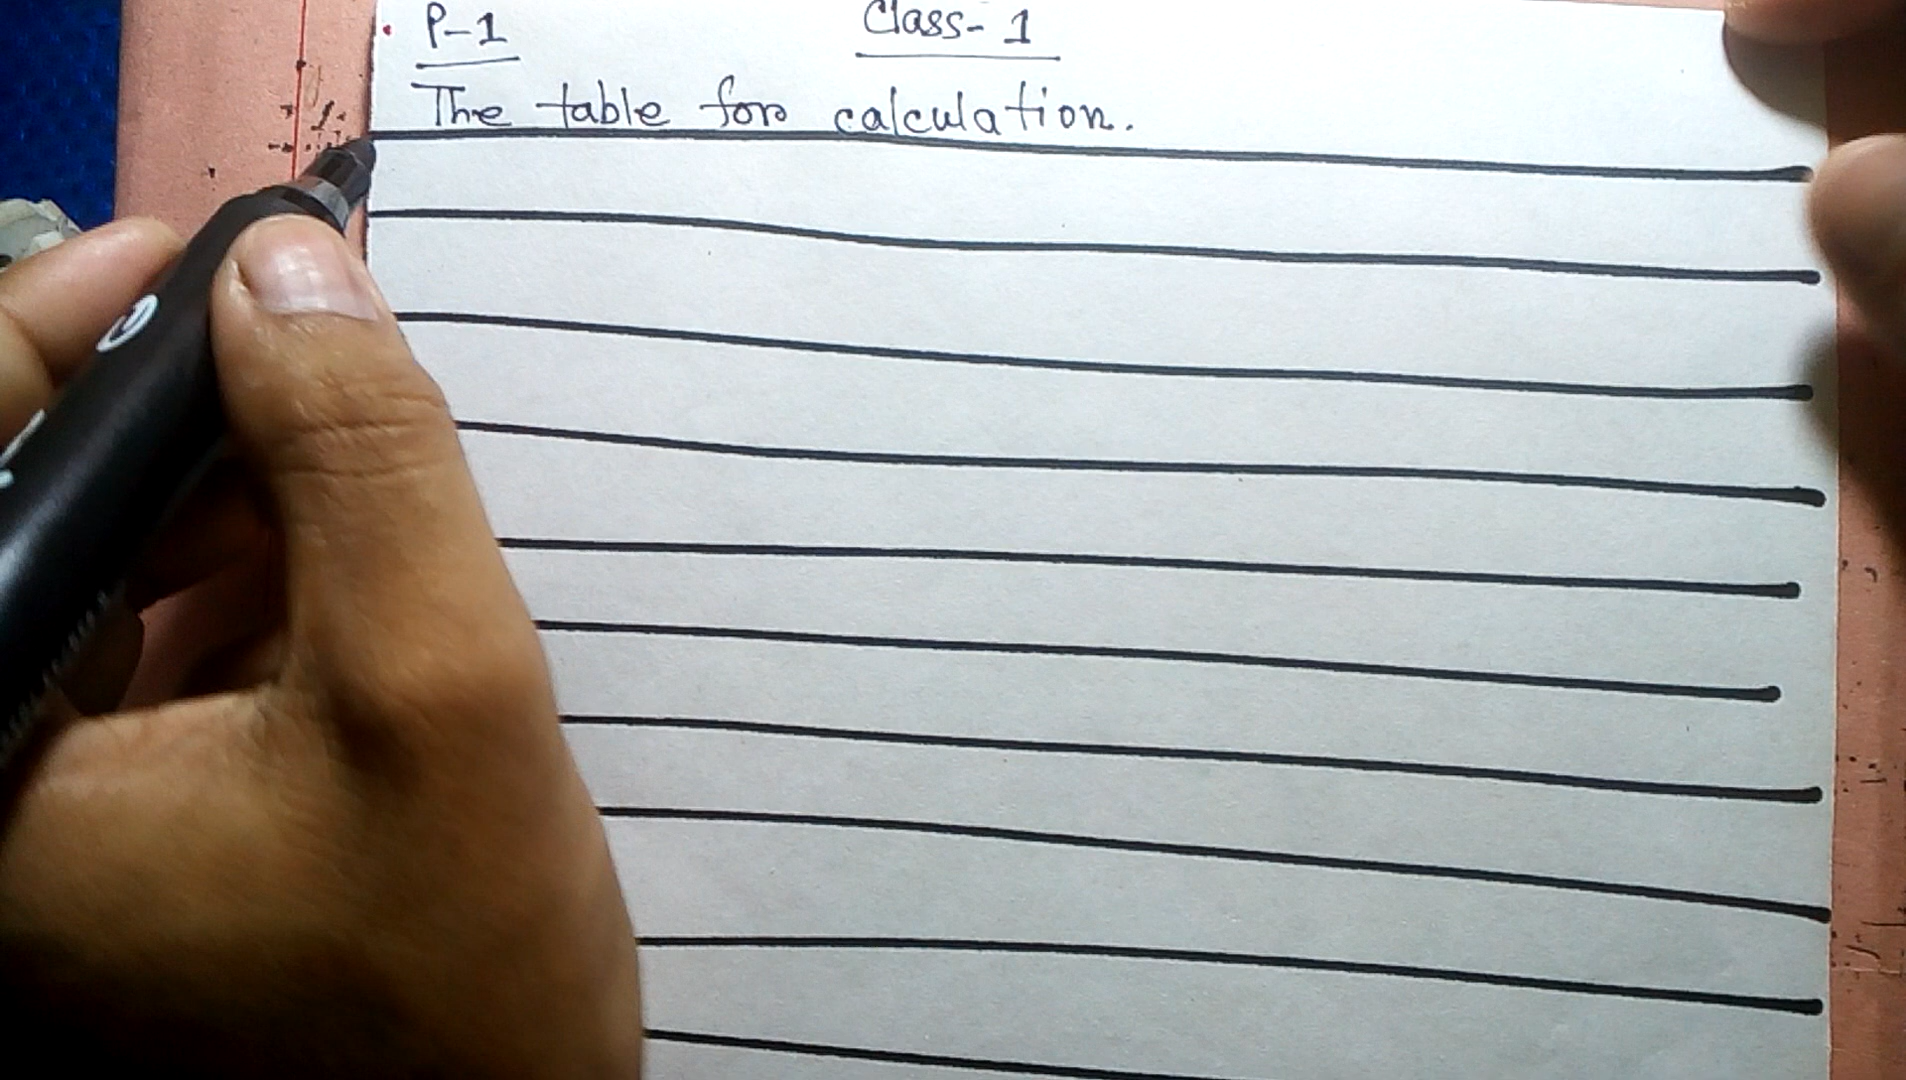 P-1 Class- 1
The table for calculation.